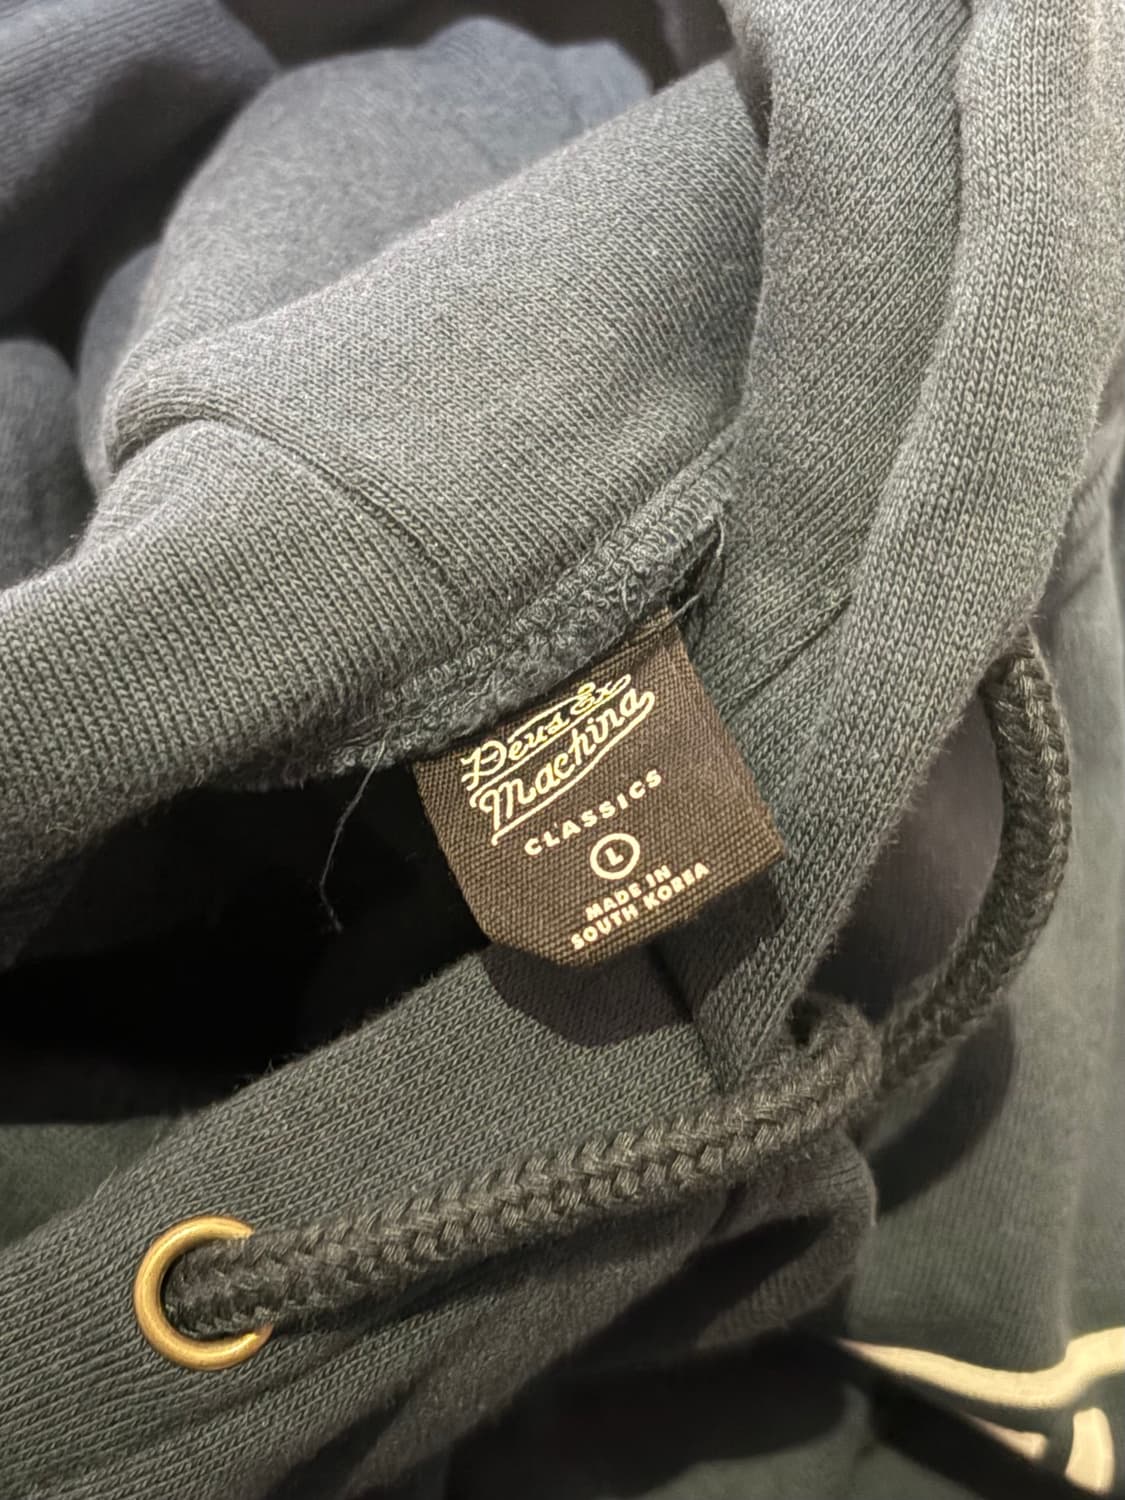 Deus Ex
Machina
CLASSICS
L
MADE IN
SOUTH KOREA